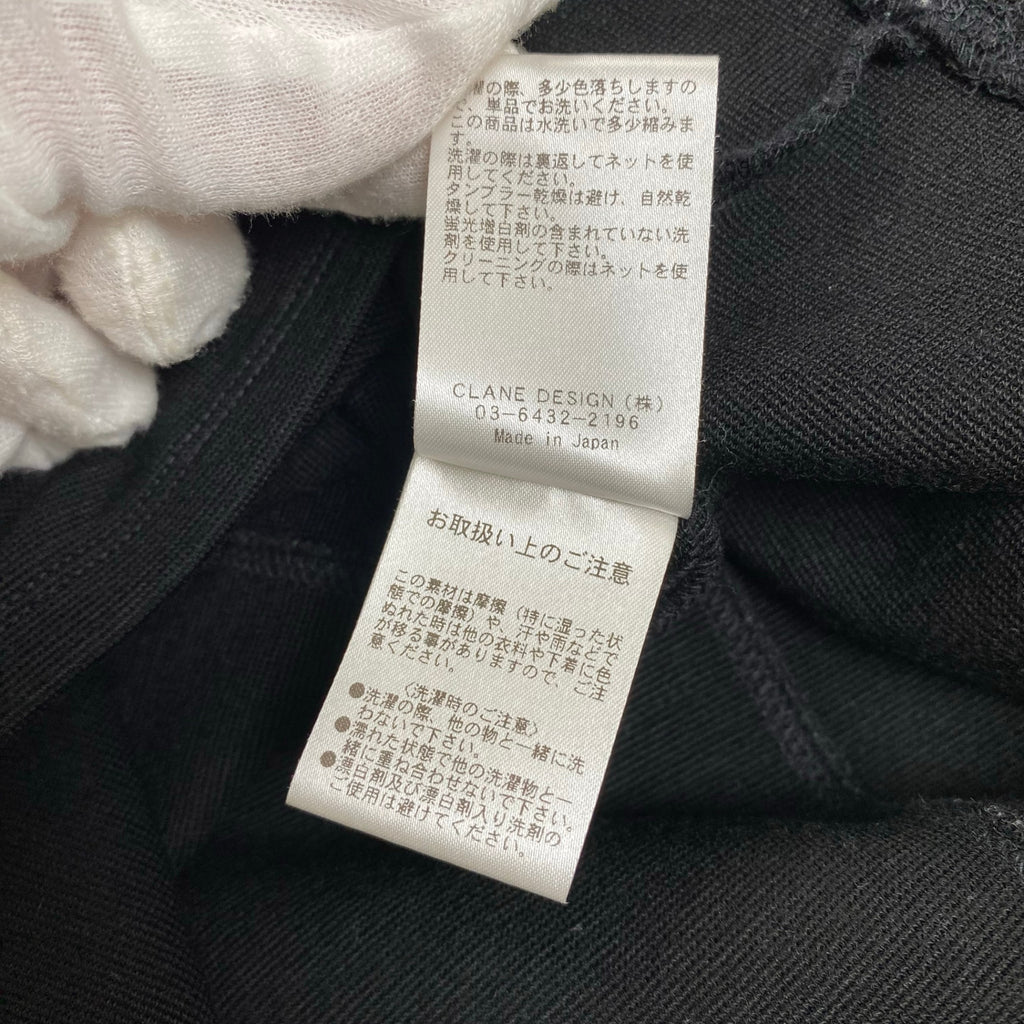 の際、多少色落ちしますの
で、単品でお洗いください。
この商品は水洗いで多少縮みま
す。
洗濯の際は裏返してネットを使
用してください。
タンブラー乾燥は避け、自然乾
燥して下さい。
蛍光増白剤の含まれていない洗
剤を使用して下さい。
クリーニングの際はネットを使
用して下さい。
CLANE DESIGN（株）
03-6432-2196
Made in Japan
お取扱い上のご注意
この素材は摩擦（特に湿った状
態での摩擦）や、汗や雨などで
ぬれた時は他の衣料や下着に色
が移る事がありますので、ご注
意ください。
〈洗濯時のご注意〉
●洗濯の際、他の物と一緒に洗
わないで下さい。
●濡れた状態で他の洗濯物と一
緒に重ね合わせないで下さい。
●漂白剤及び漂白剤入り洗剤の
ご使用は避けてください。